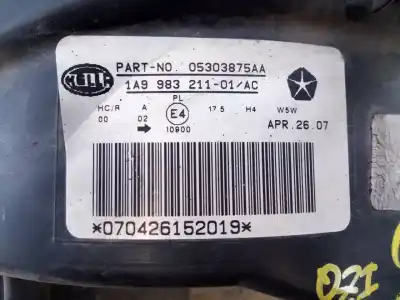 HELLA
PART-NO. 05303875AA
1A9 983 211-01/AC
PL
HC/R A E4 17.5 H4 W5W
00 02 10900 APR.26.07
*070426152019*